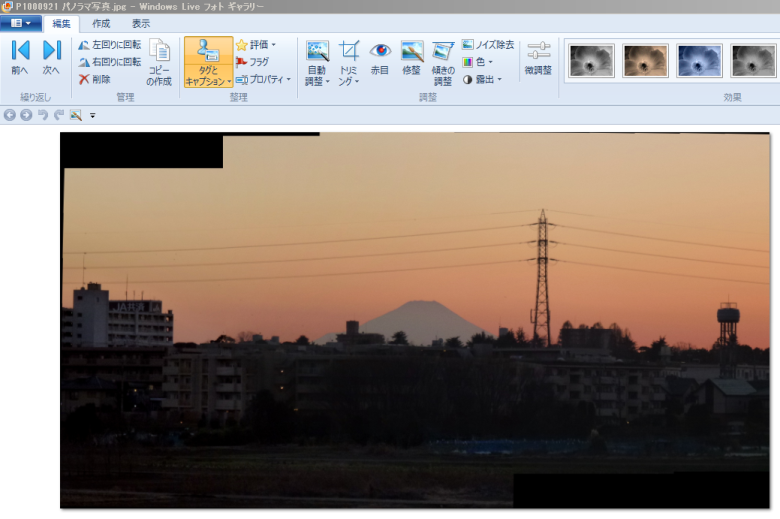 P1000921 パノラマ写真.jpg - Windows Live フォト ギャラリー
編集 作成 表示
前へ 次へ
左回りに回転
右回りに回転
削除
コピーの作成
タグとキャプション
評価
フラグ
プロパティ
自動調整
トリミング
赤目
修整
傾きの調整
ノイズ除去
色
露出
微調整
繰り返し 管理 整理 調整 効果